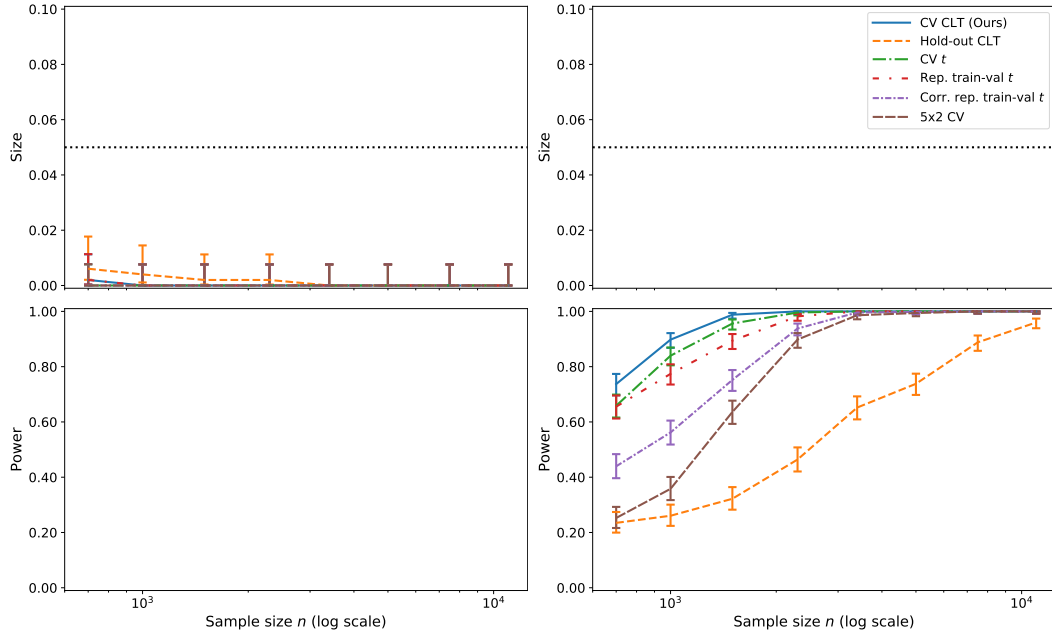 0.10
0.08
0.06
0.04
0.02
0.00
Size
0.10
0.08
0.06
0.04
0.02
0.00
Size
CV CLT (Ours)
Hold-out CLT
CV t
Rep. train-val t
Corr. rep. train-val t
5x2 CV
1.00
0.80
0.60
0.40
0.20
0.00
Power
10³
10⁴
Sample size n (log scale)
1.00
0.80
0.60
0.40
0.20
0.00
Power
10³
10⁴
Sample size n (log scale)